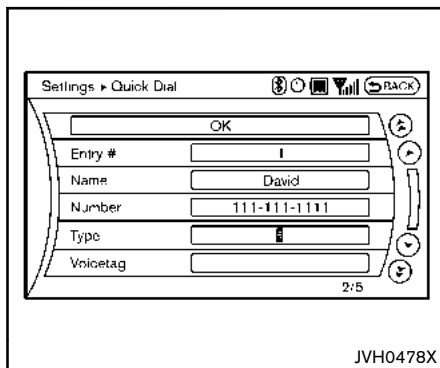 Settings ▸ Quick Dial BACK
OK
Entry # 1
Name David
Number 111-111-1111
Type
Voicetag
2/5
JVH0478X